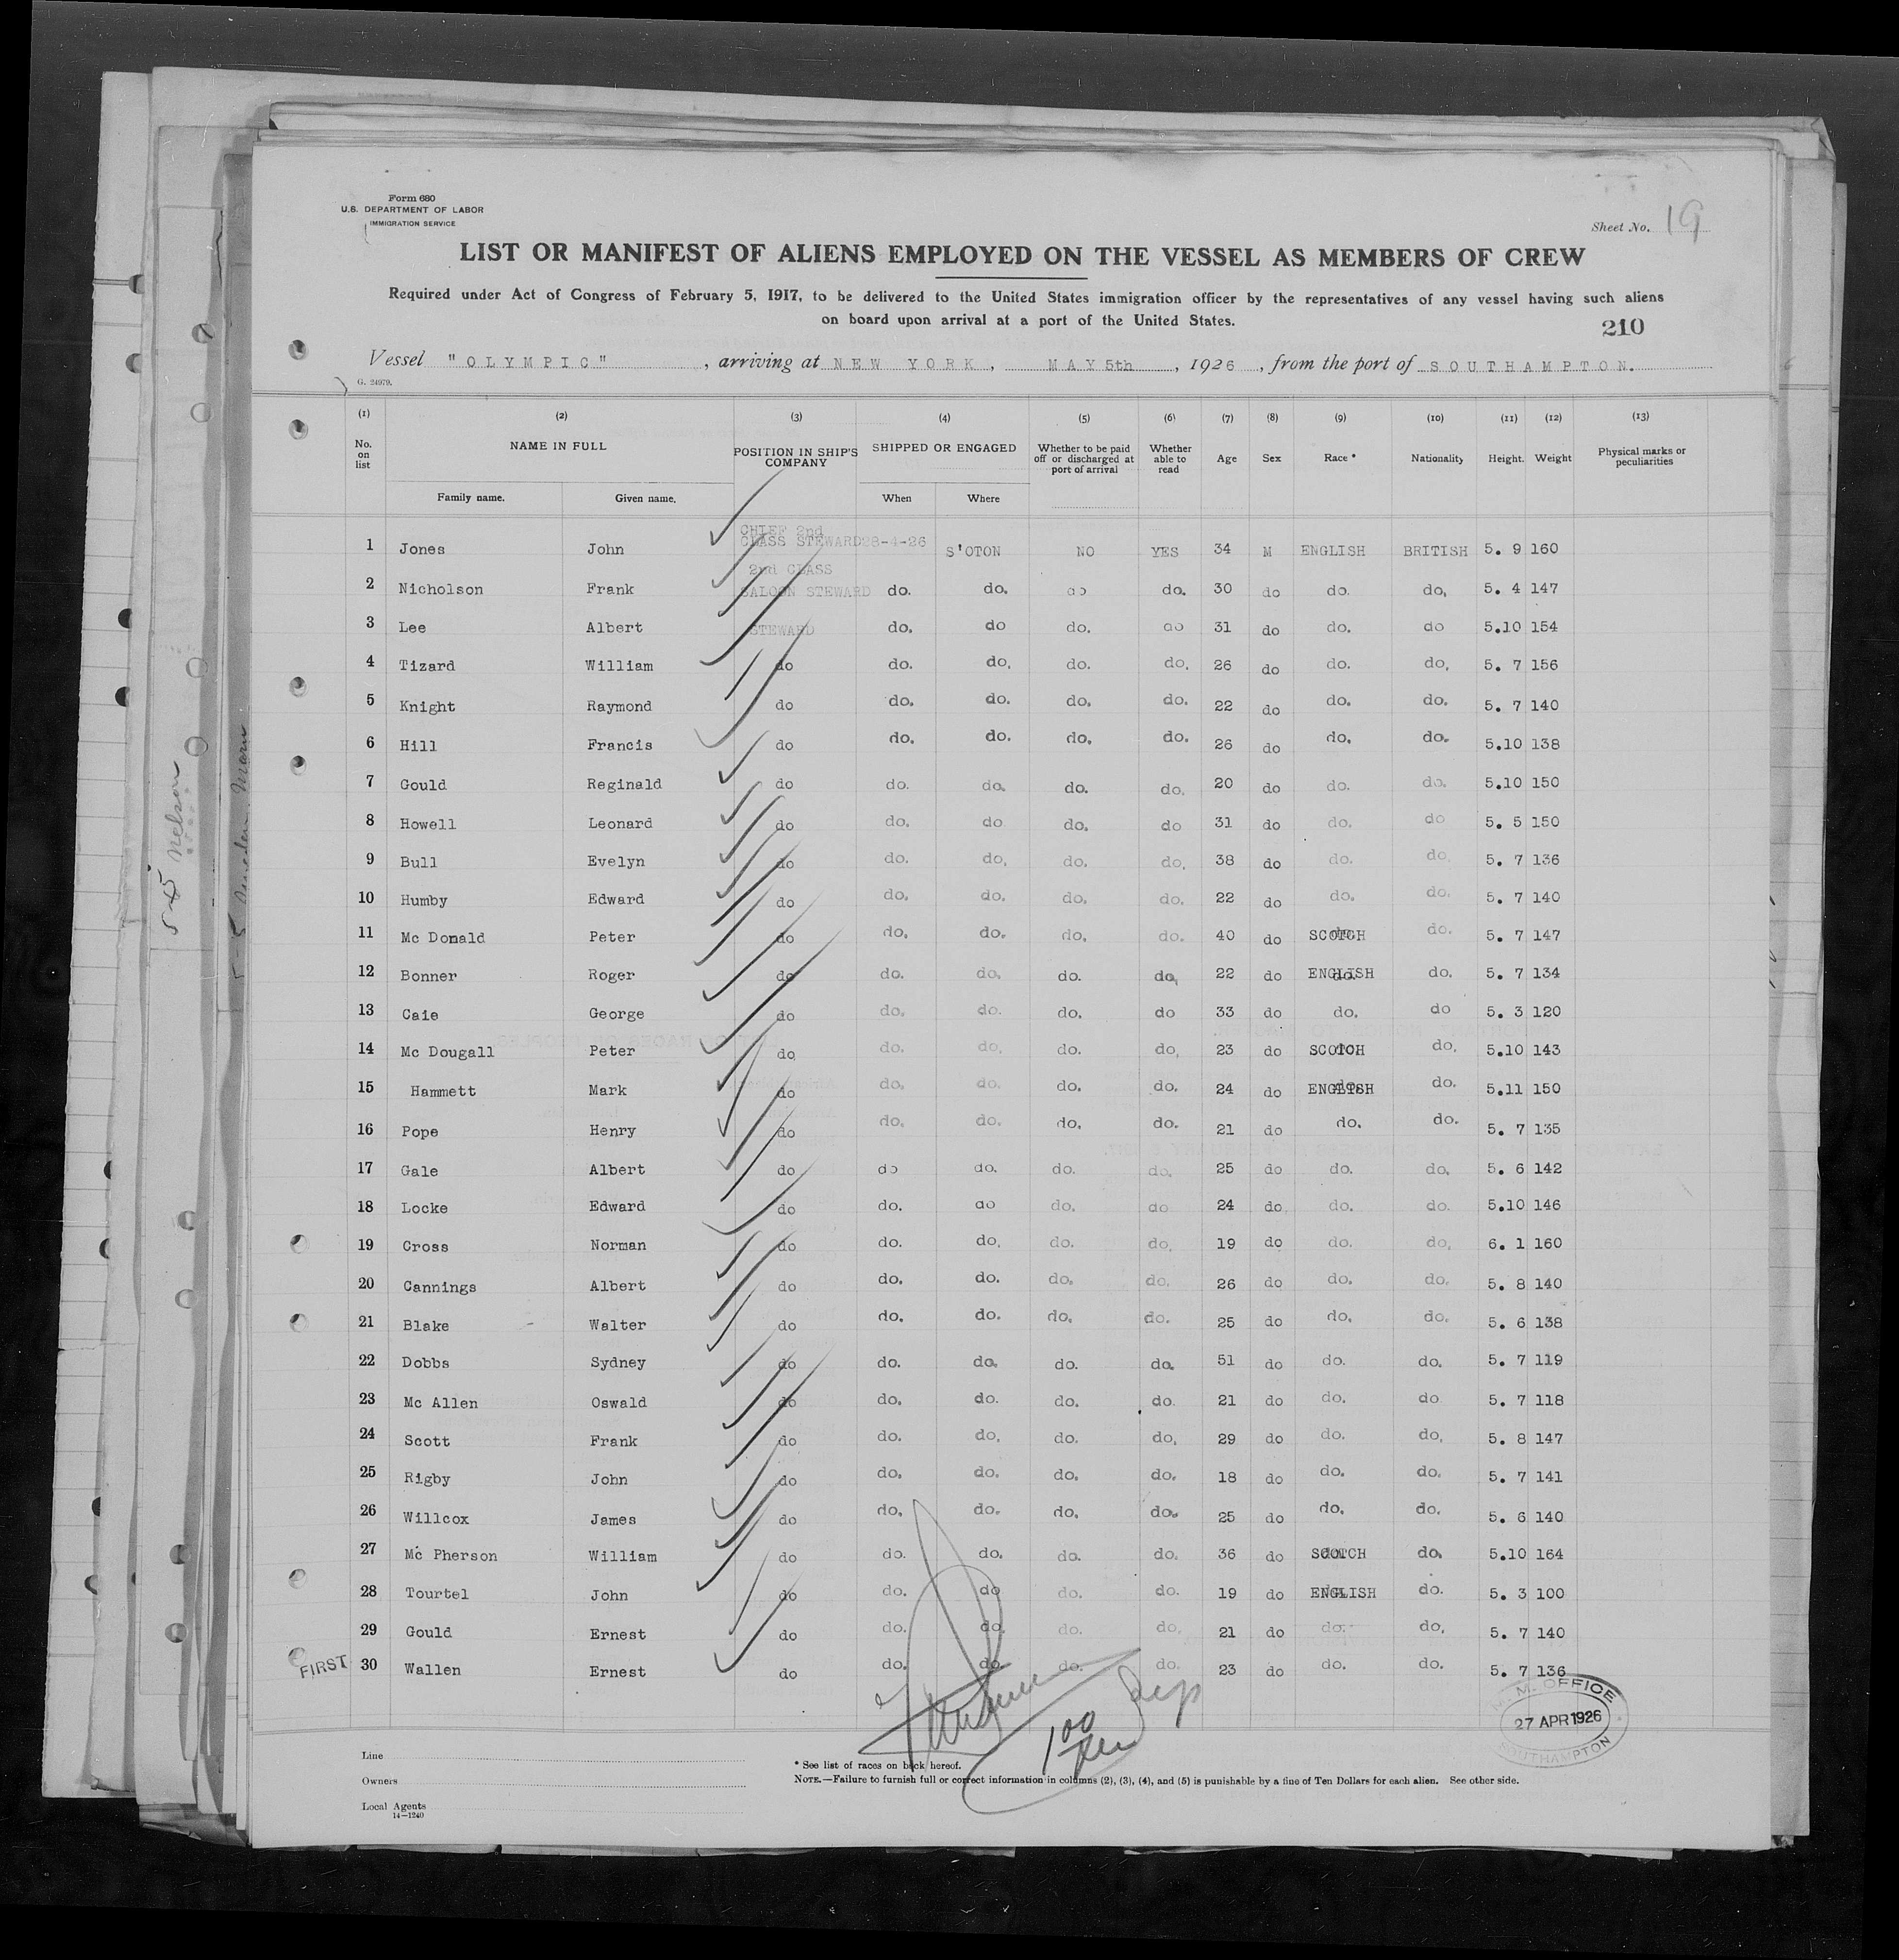 Form 680
U.S. DEPARTMENT OF LABOR
IMMIGRATION SERVICE
Sheet No. 19
LIST OR MANIFEST OF ALIENS EMPLOYED ON THE VESSEL AS MEMBERS OF CREW
Required under Act of Congress of February 5, 1917, to be delivered to the United States immigration officer by the representatives of any vessel having such aliens
on board upon arrival at a port of the United States.
210
Vessel "OLYMPIC", arriving at NEW YORK, MAY 5th, 1926, from the port of SOUTHAMPTON.
G. 24979.
(1) (2) (3) (4) (5) (6) (7) (8) (9) (10) (11) (12) (13)
No. on list NAME IN FULL POSITION IN SHIP'S COMPANY SHIPPED OR ENGAGED Whether to be paid off or discharged at port of arrival Whether able to read Age Sex Race * Nationality Height. Weight Physical marks or peculiarities
Family name. Given name. When Where
1 Jones John CHIEF 2nd CLASS STEWARD 28-4-26 S'OTON NO YES 34 M ENGLISH BRITISH 5. 9 160
2 Nicholson Frank 2nd CLASS SALOON STEWARD do. do. do do. 30 do do. do, 5. 4 147
3 Lee Albert STEWARD do. do do. do 31 do do. do 5.10 154
4 Tizard William do do. do, do. do, 26 do do. do, 5. 7 156
5 Knight Raymond do do. do. do. do. 22 do do. do. 5. 7 140
6 Hill Francis do do. do. do. do. 26 do do. do. 5.10 138
7 Gould Reginald do do. do. do. do. 20 do do. do. 5.10 150
8 Howell Leonard do do. do do. do 31 do do. do 5. 5 150
9 Bull Evelyn do do. do, do. do, 38 do do. do, 5. 7 136
10 Humby Edward do do. do. do. do. 22 do do. do. 5. 7 140
11 Mc Donald Peter do do. do. do. do. 40 do SCOTCH do. 5. 7 147
12 Bonner Roger do do. do, do. do, 22 do ENGLISH do. 5. 7 134
13 Caie George do do. do. do. do 33 do do. do 5. 3 120
14 Mc Dougall Peter do do. do, do. do, 23 do SCOTCH do, 5.10 143
15 Hammett Mark do do. do. do. do. 24 do ENGLISH do. 5.11 150
16 Pope Henry do do. do. do. do. 21 do do. do. 5. 7 135
17 Gale Albert do do do. do. do. 25 do do. do, 5. 6 142
18 Locke Edward do do. do do. do 24 do do. do. 5.10 146
19 Cross Norman do do. do, do. do, 19 do do. do, 6. 1 160
20 Cannings Albert do do. do. do. do. 26 do do. do. 5. 8 140
21 Blake Walter do do. do. do. do. 25 do do. do. 5. 6 138
22 Dobbs Sydney do do. do. do. do. 51 do do. do. 5. 7 119
23 Mc Allen Oswald do do. do. do. do 21 do do. do 5. 7 118
24 Scott Frank do do. do, do. do, 29 do do. do, 5. 8 147
25 Rigby John do do. do. do. do. 18 do do. do. 5. 7 141
26 Willcox James do do. do. do. do. 25 do do. do. 5. 6 140
27 Mc Pherson William do do. do. do. do. 36 do SCOTCH do. 5.10 164
28 Tourtel John do do. do do. do. 19 do ENGLISH do. 5. 3 100
29 Gould Ernest do do. do. do. do. 21 do do. do, 5. 7 140
FIRST 30 Wallen Ernest do do. do. do. do. 23 do do. do. 5. 7 136
100
M. M. OFFICE
27 APR 1926
SOUTHAMPTON
Line
Owners
Local Agents
14—1240
* See list of races on back hereof.
NOTE.—Failure to furnish full or correct information in columns (2), (3), (4), and (5) is punishable by a fine of Ten Dollars for each alien. See other side.
5-45 Nelson